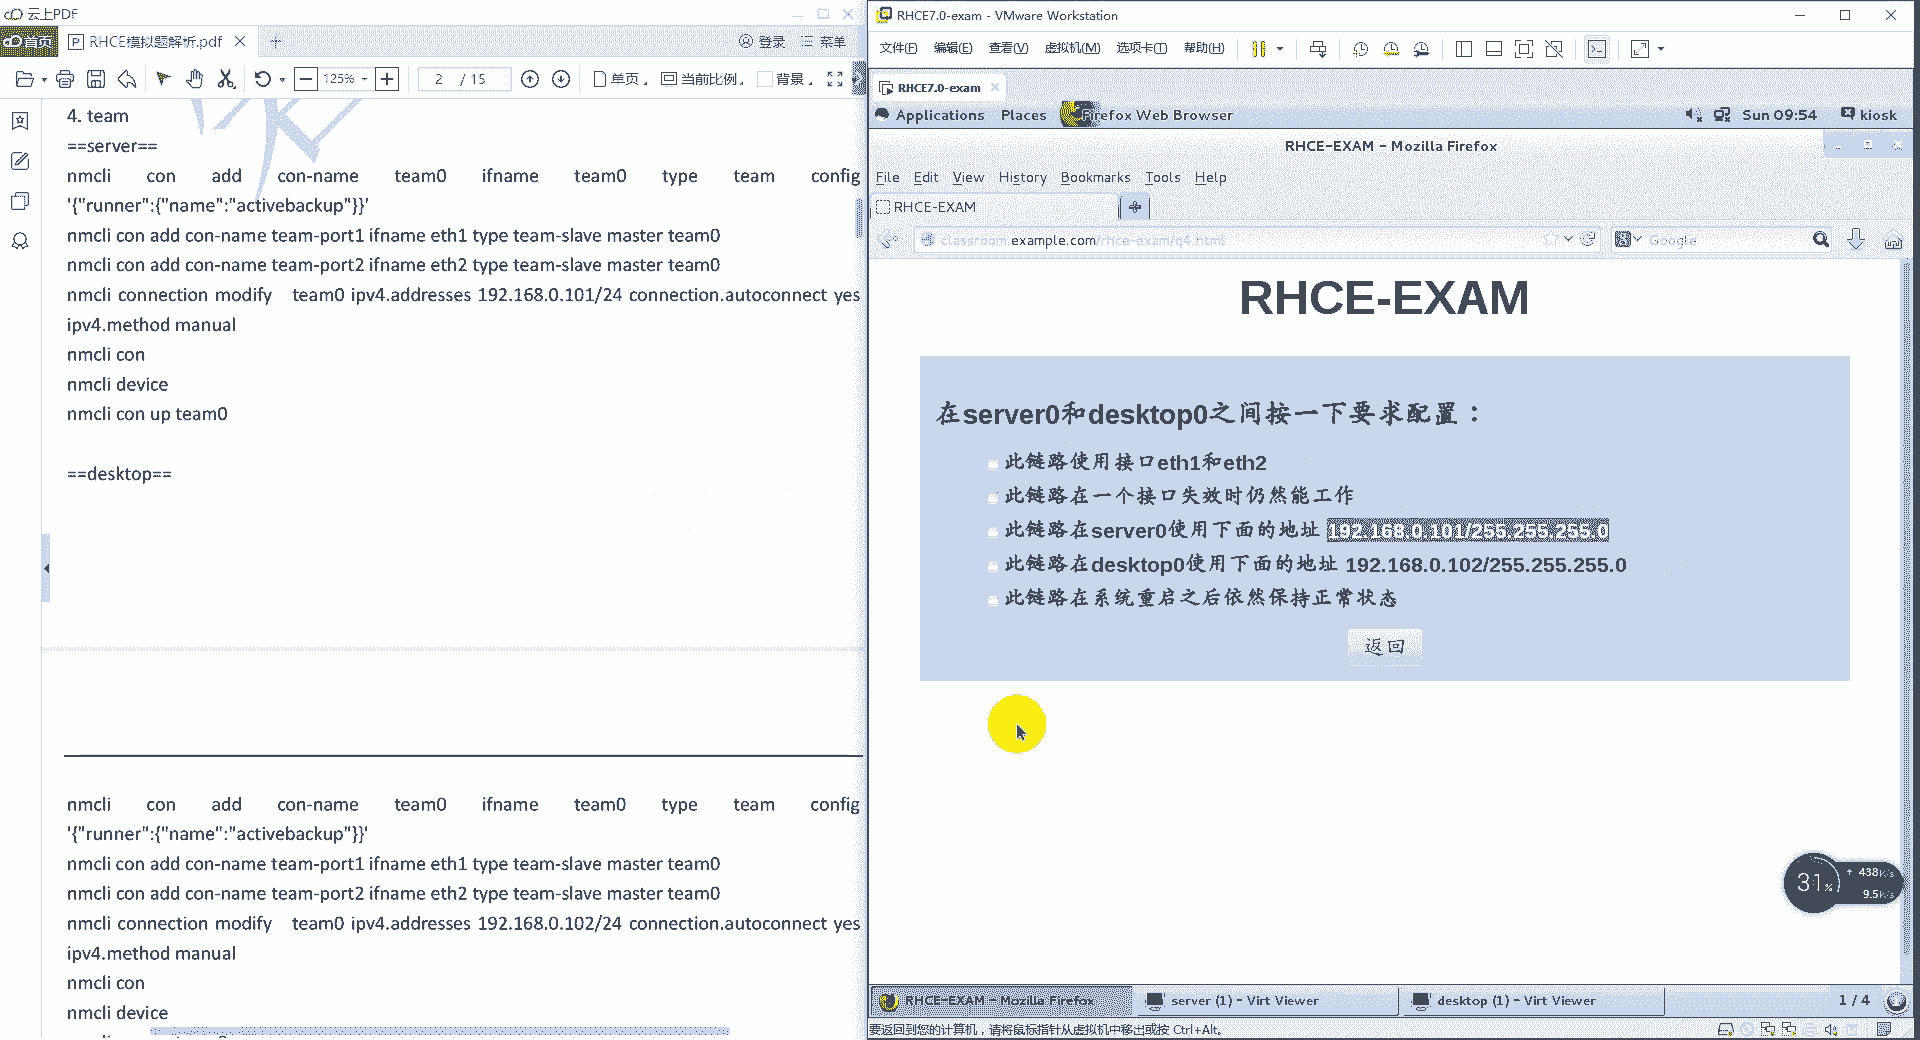 云上PDF
首页
RHCE模拟题解析.pdf
登录
菜单
125%
2 / 15
单页
当前比例
背景
4. team
==server==
nmcli con add con-name team0 ifname team0 type team config
'{"runner":{"name":"activebackup"}}'
nmcli con add con-name team-port1 ifname eth1 type team-slave master team0
nmcli con add con-name team-port2 ifname eth2 type team-slave master team0
nmcli connection modify team0 ipv4.addresses 192.168.0.101/24 connection.autoconnect yes
ipv4.method manual
nmcli con
nmcli device
nmcli con up team0
==desktop==
nmcli con add con-name team0 ifname team0 type team config
'{"runner":{"name":"activebackup"}}'
nmcli con add con-name team-port1 ifname eth1 type team-slave master team0
nmcli con add con-name team-port2 ifname eth2 type team-slave master team0
nmcli connection modify team0 ipv4.addresses 192.168.0.102/24 connection.autoconnect yes
ipv4.method manual
nmcli con
nmcli device
RHCE7.0-exam - VMware Workstation
文件(F) 编辑(E) 查看(V) 虚拟机(M) 选项卡(T) 帮助(H)
RHCE7.0-exam
Applications Places Firefox Web Browser Sun 09:54 kiosk
RHCE-EXAM - Mozilla Firefox
File Edit View History Bookmarks Tools Help
RHCE-EXAM
classroom.example.com/rhce-exam/q4.html
Google
RHCE-EXAM
在server0和desktop0之间按一下要求配置：
此链路使用接口eth1和eth2
此链路在一个接口失效时仍然能工作
此链路在server0使用下面的地址 192.168.0.101/255.255.255.0
此链路在desktop0使用下面的地址 192.168.0.102/255.255.255.0
此链路在系统重启之后依然保持正常状态
返回
31%
438K/s
9.5K/s
RHCE-EXAM - Mozilla Firefox
server (1) - Virt Viewer
desktop (1) - Virt Viewer
1 / 4
要返回到您的计算机，请将鼠标指针从虚拟机中移出或按 Ctrl+Alt。